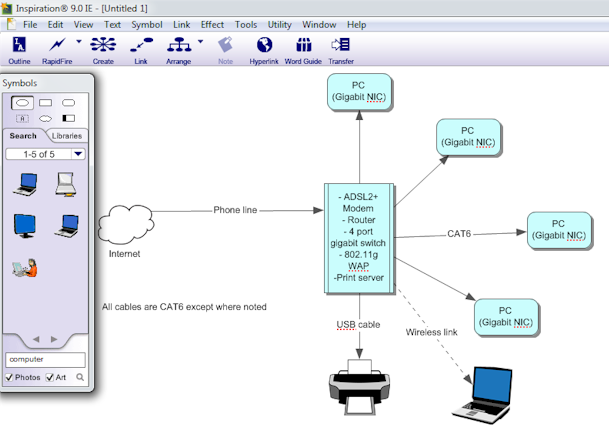 Inspiration® 9.0 IE - [Untitled 1]
File Edit View Text Symbol Link Effect Tools Utility Window Help
Outline RapidFire Create Link Arrange Note Hyperlink Word Guide Transfer
Symbols
A
Search Libraries
1-5 of 5
computer
Photos Art
PC
(Gigabit NIC)
PC
(Gigabit NIC)
- ADSL2+
Modem
- Router
- 4 port
gigabit switch
- 802.11g
WAP
-Print server
Phone line
Internet
CAT6
PC
(Gigabit NIC)
All cables are CAT6 except where noted
PC
(Gigabit NIC)
USB cable
Wireless link